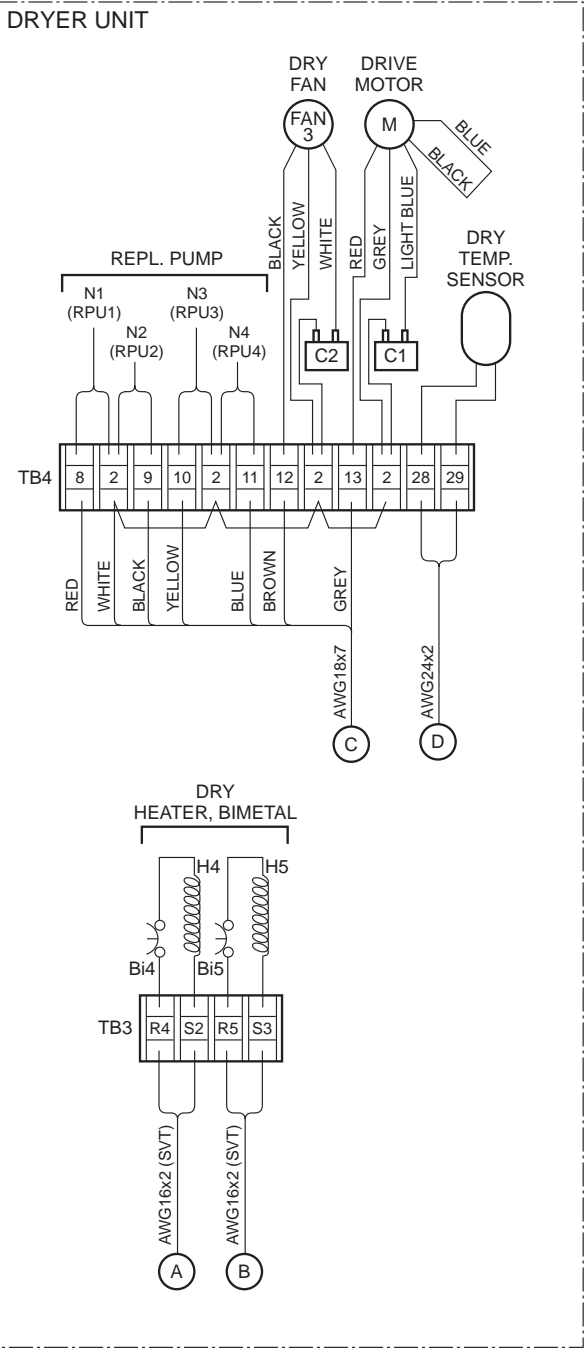 DRYER UNIT
DRY
FAN
DRIVE
MOTOR
FAN
3
M
BLUE
BLACK
BLACK
YELLOW
WHITE
RED
GREY
LIGHT BLUE
DRY
TEMP.
SENSOR
REPL. PUMP
N1
(RPU1)
N2
(RPU2)
N3
(RPU3)
N4
(RPU4)
C2
C1
TB4 8 2 9 10 2 11 12 2 13 2 28 29
RED
WHITE
BLACK
YELLOW
BLUE
BROWN
GREY
AWG18x7
AWG24x2
C
D
DRY
HEATER, BIMETAL
H4
H5
Bi4
Bi5
TB3 R4 S2 R5 S3
AWG16x2 (SVT)
AWG16x2 (SVT)
A
B